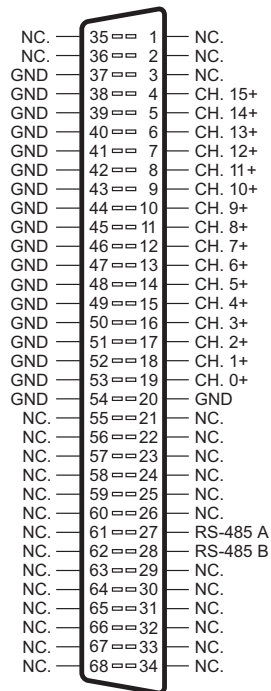 NC. 35 1 NC.
NC. 36 2 NC.
GND 37 3 NC.
GND 38 4 CH. 15+
GND 39 5 CH. 14+
GND 40 6 CH. 13+
GND 41 7 CH. 12+
GND 42 8 CH. 11+
GND 43 9 CH. 10+
GND 44 10 CH. 9+
GND 45 11 CH. 8+
GND 46 12 CH. 7+
GND 47 13 CH. 6+
GND 48 14 CH. 5+
GND 49 15 CH. 4+
GND 50 16 CH. 3+
GND 51 17 CH. 2+
GND 52 18 CH. 1+
GND 53 19 CH. 0+
GND 54 20 GND
NC. 55 21 NC.
NC. 56 22 NC.
NC. 57 23 NC.
NC. 58 24 NC.
NC. 59 25 NC.
NC. 60 26 NC.
NC. 61 27 RS-485 A
NC. 62 28 RS-485 B
NC. 63 29 NC.
NC. 64 30 NC.
NC. 65 31 NC.
NC. 66 32 NC.
NC. 67 33 NC.
NC. 68 34 NC.